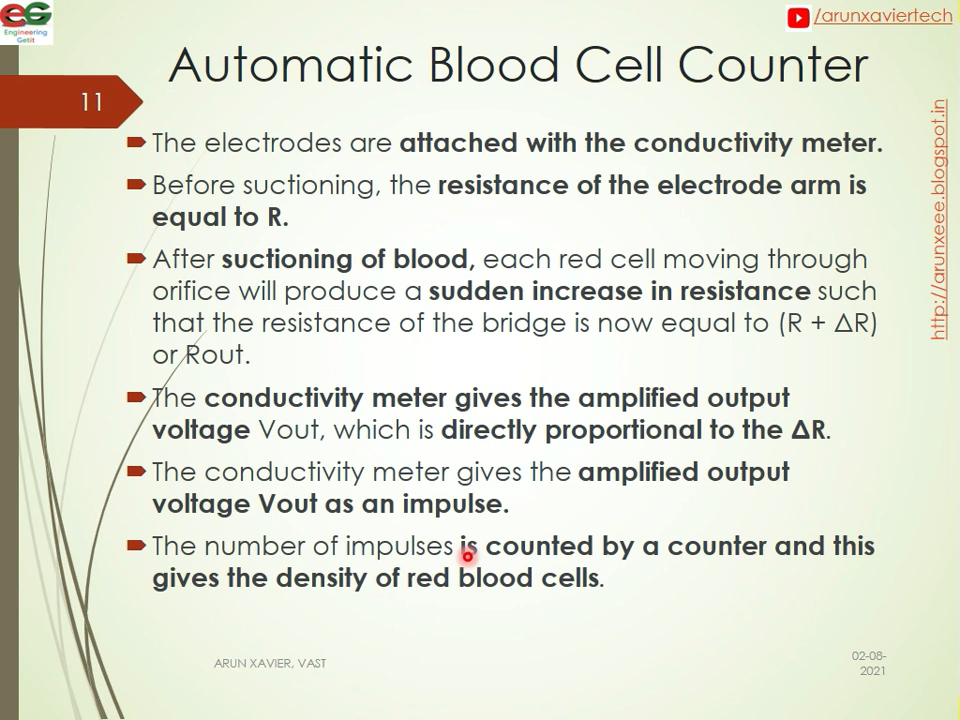 eG
Engineering
Getit
/arunxaviertech
Automatic Blood Cell Counter
11
http://arunxeee.blogspot.in
The electrodes are attached with the conductivity meter.
Before suctioning, the resistance of the electrode arm is
equal to R.
After suctioning of blood, each red cell moving through
orifice will produce a sudden increase in resistance such
that the resistance of the bridge is now equal to (R + ΔR)
or Rout.
The conductivity meter gives the amplified output
voltage Vout, which is directly proportional to the ΔR.
The conductivity meter gives the amplified output
voltage Vout as an impulse.
The number of impulses is counted by a counter and this
gives the density of red blood cells.
ARUN XAVIER, VAST
02-08-
2021